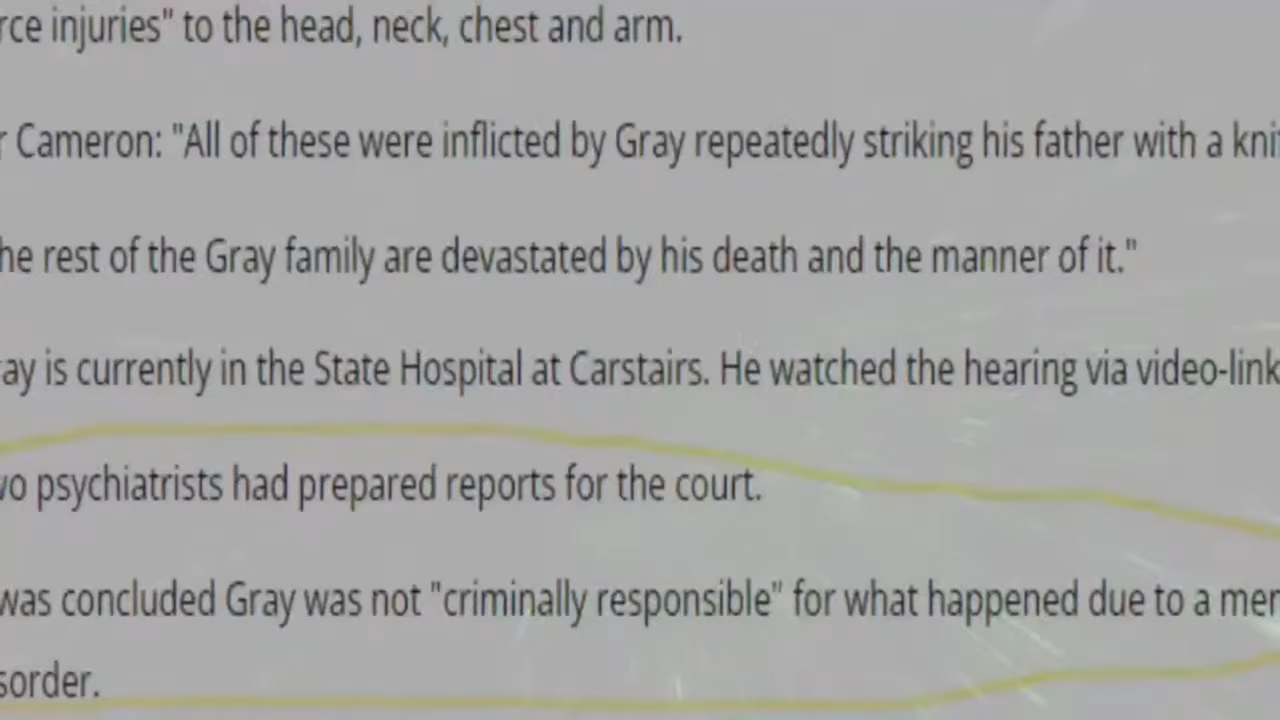 rce injuries" to the head, neck, chest and arm.
r Cameron: "All of these were inflicted by Gray repeatedly striking his father with a kni
he rest of the Gray family are devastated by his death and the manner of it."
ay is currently in the State Hospital at Carstairs. He watched the hearing via video-link
wo psychiatrists had prepared reports for the court.
was concluded Gray was not "criminally responsible" for what happened due to a men
sorder.